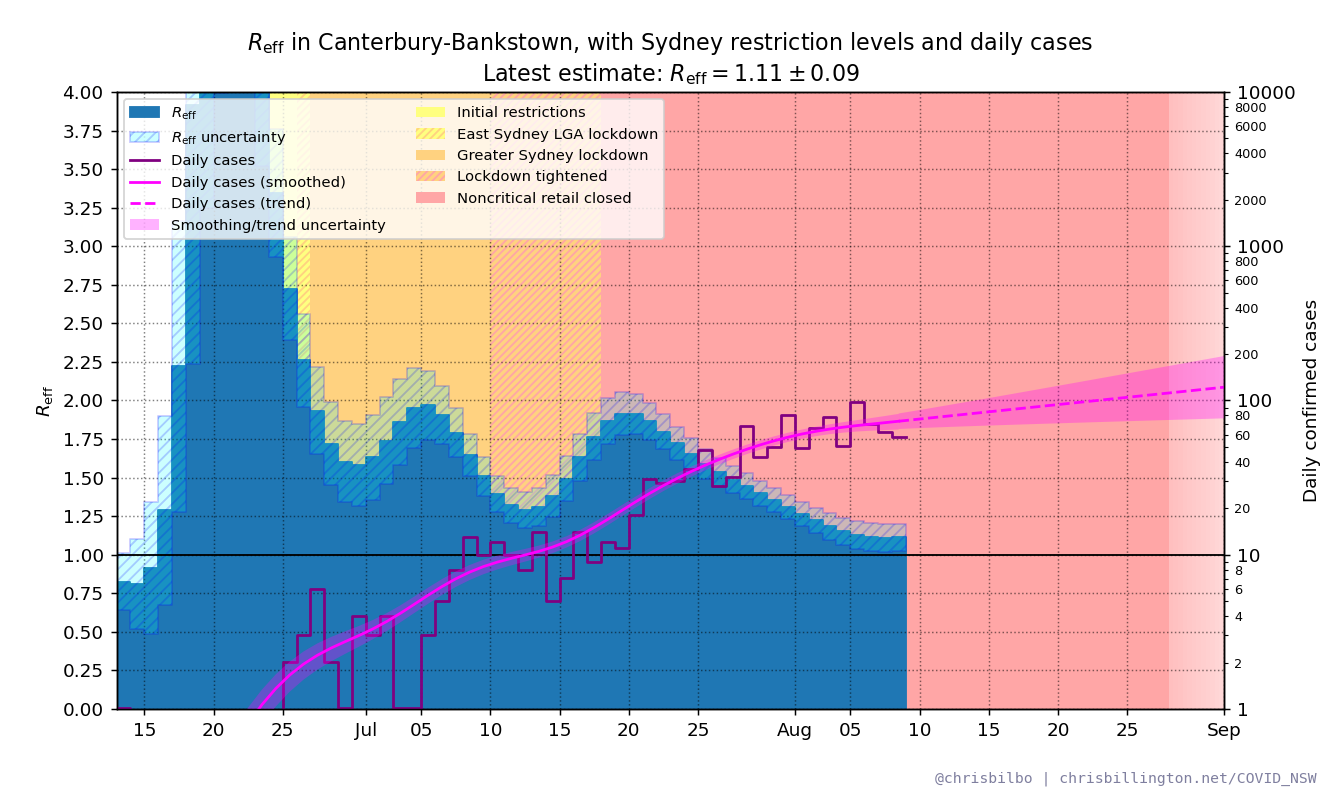 R_eff in Canterbury-Bankstown, with Sydney restriction levels and daily cases
Latest estimate: R_eff = 1.11 ± 0.09
R_eff
R_eff uncertainty
Daily cases
Daily cases (smoothed)
Daily cases (trend)
Smoothing/trend uncertainty
Initial restrictions
East Sydney LGA lockdown
Greater Sydney lockdown
Lockdown tightened
Noncritical retail closed
R_eff
4.00
3.75
3.50
3.25
3.00
2.75
2.50
2.25
2.00
1.75
1.50
1.25
1.00
0.75
0.50
0.25
0.00
15 20 25 Jul 05 10 15 20 25 Aug 05 10 15 20 25 Sep
10000
8000
6000
4000
2000
1000
800
600
400
200
100
80
60
40
20
10
8
6
4
2
1
Daily confirmed cases
@chrisbilbo | chrisbillington.net/COVID_NSW